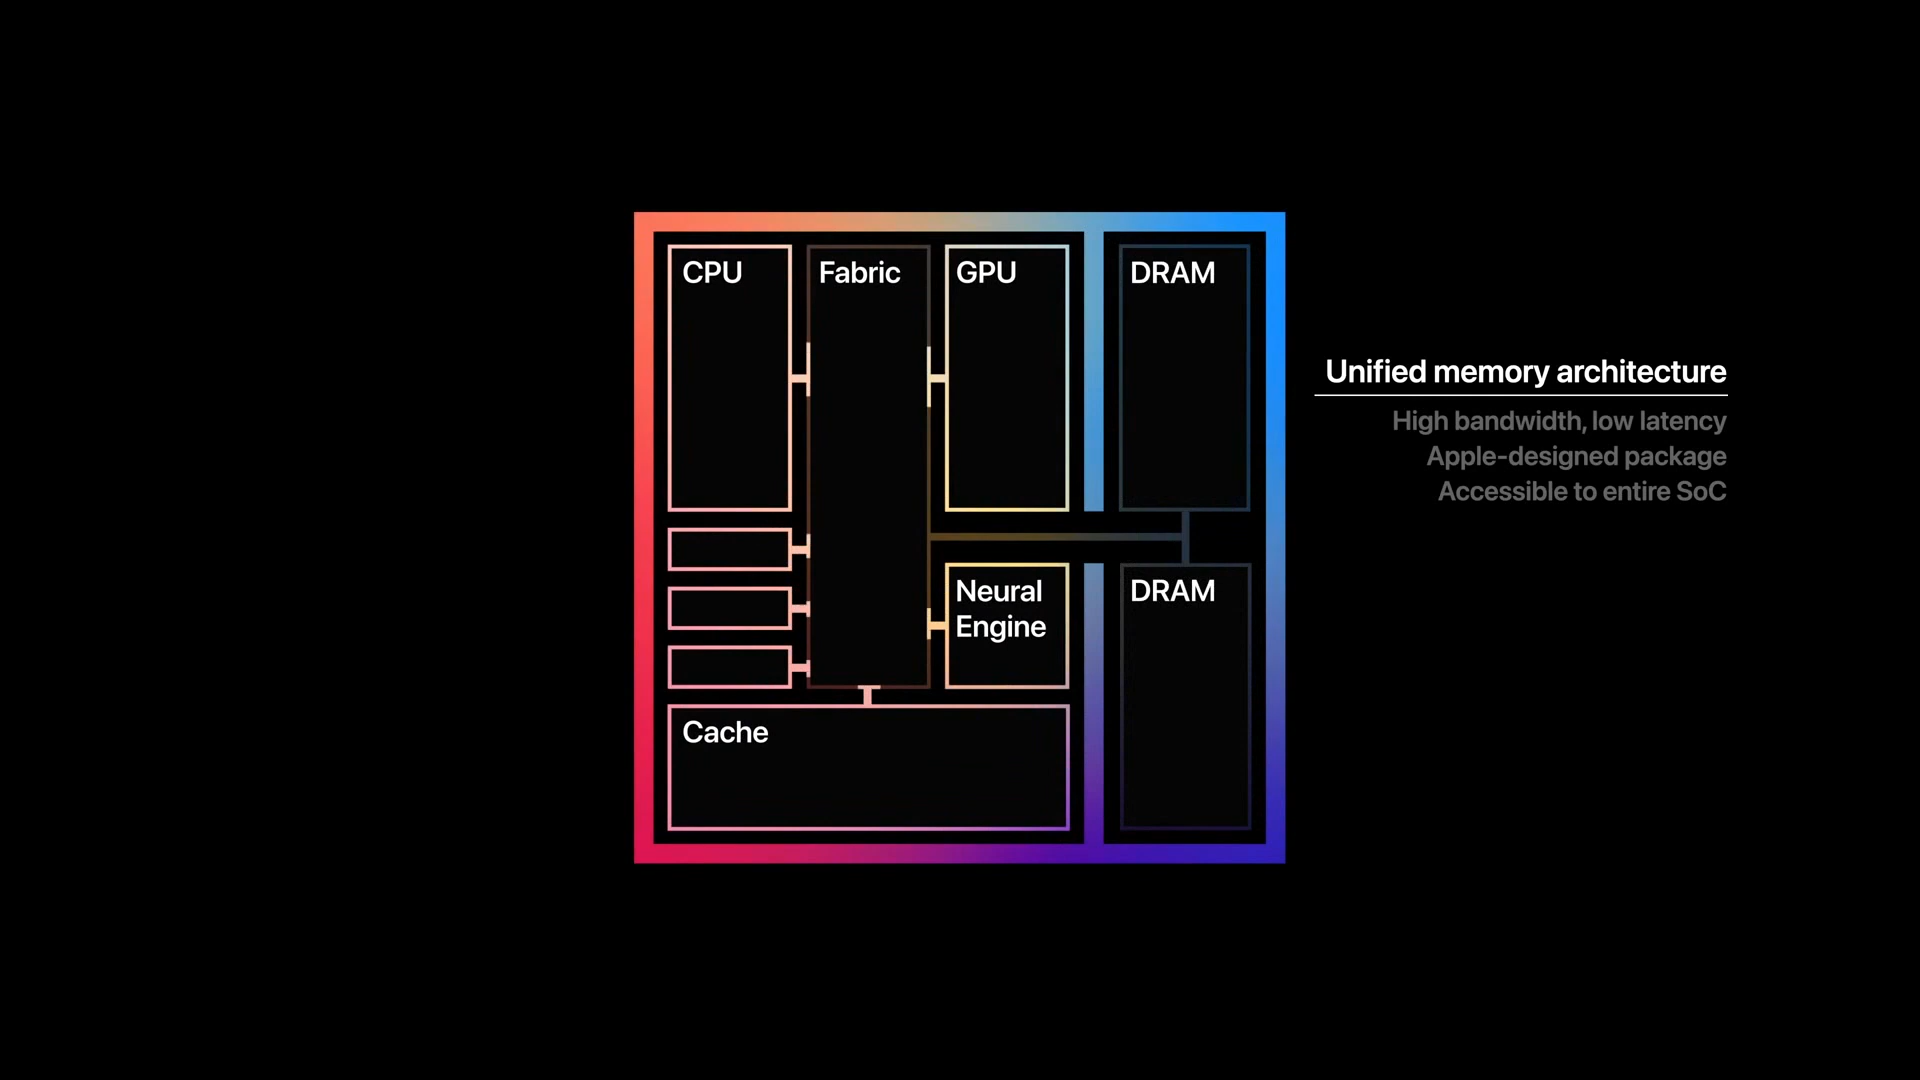 CPU
Fabric
GPU
DRAM
Neural
Engine
DRAM
Cache
Unified memory architecture
High bandwidth, low latency
Apple-designed package
Accessible to entire SoC